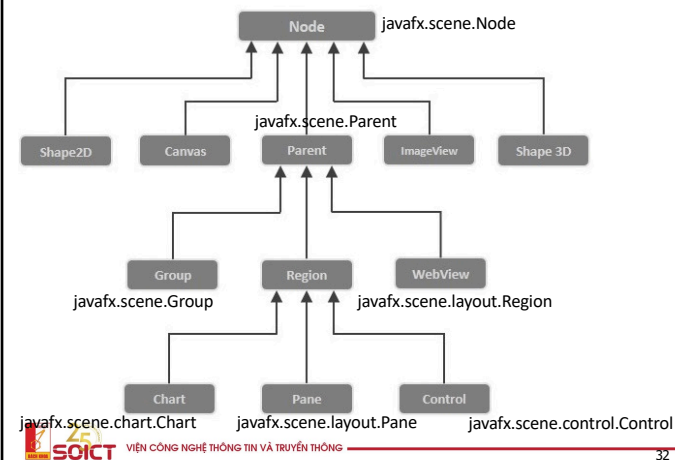 Node
javafx.scene.Node
javafx.scene.Parent
Shape2D
Canvas
Parent
ImageView
Shape 3D
Group
Region
WebView
javafx.scene.Group
javafx.scene.layout.Region
Chart
Pane
Control
javafx.scene.chart.Chart
javafx.scene.layout.Pane
javafx.scene.control.Control
BÁCH KHOA
25
SOICT
VIỆN CÔNG NGHỆ THÔNG TIN VÀ TRUYỀN THÔNG
32